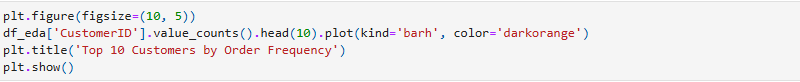 plt.figure(figsize=(10, 5))
df_eda['CustomerID'].value_counts().head(10).plot(kind='barh', color='darkorange')
plt.title('Top 10 Customers by Order Frequency')
plt.show()